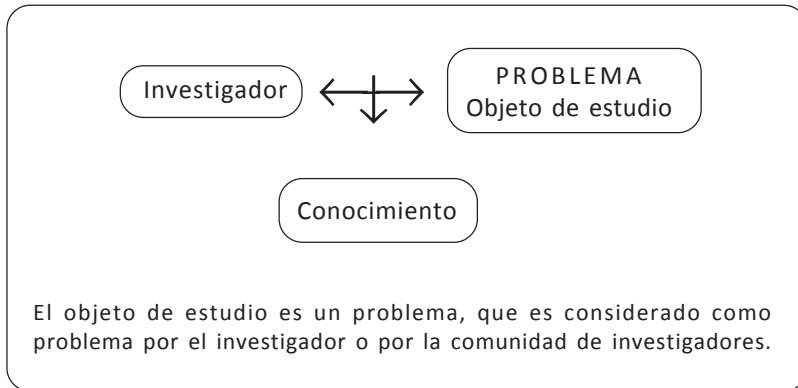 Investigador
PROBLEMA
Objeto de estudio
Conocimiento
El objeto de estudio es un problema, que es considerado como
problema por el investigador o por la comunidad de investigadores.